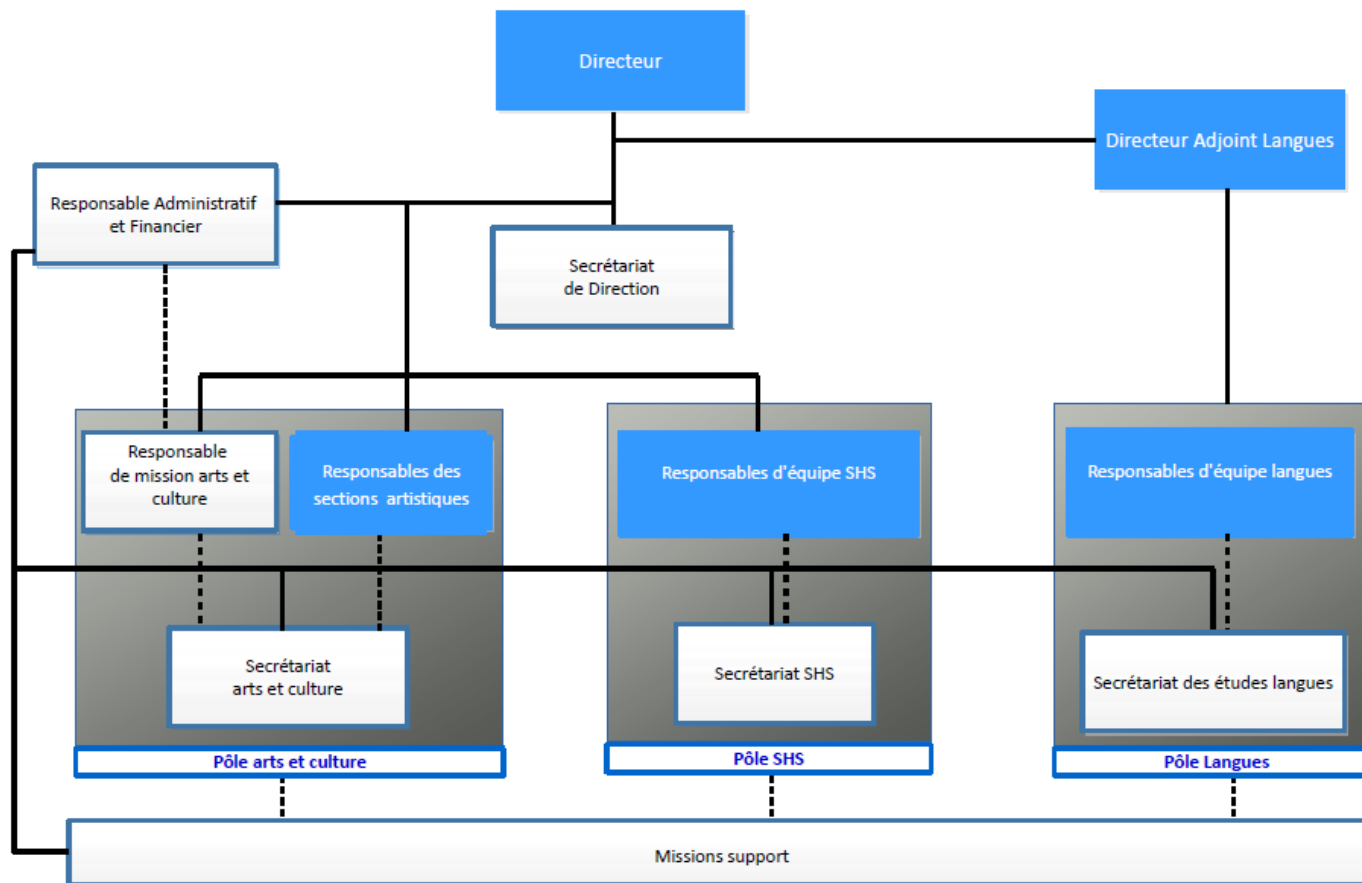 Directeur
Directeur Adjoint Langues
Responsable Administratif
et Financier
Secrétariat
de Direction
Responsable
de mission arts et
culture
Responsables des
sections artistiques
Responsables d'équipe SHS
Responsables d'équipe langues
Secrétariat
arts et culture
Secrétariat SHS
Secrétariat des études langues
Pôle arts et culture
Pôle SHS
Pôle Langues
Missions support